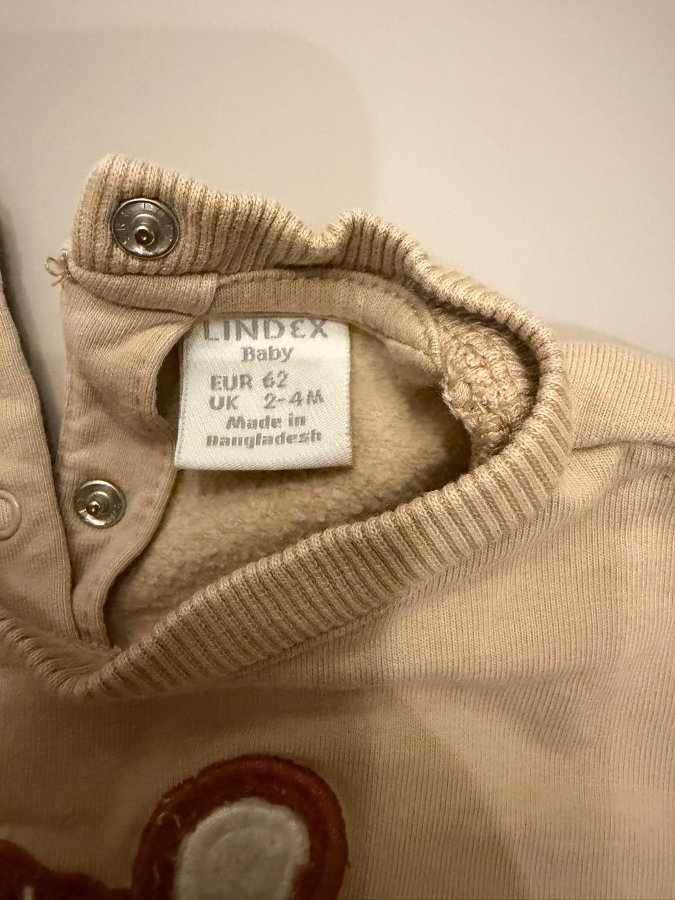 LINDEX
Baby
EUR 62
UK 2-4M
Made in
Bangladesh